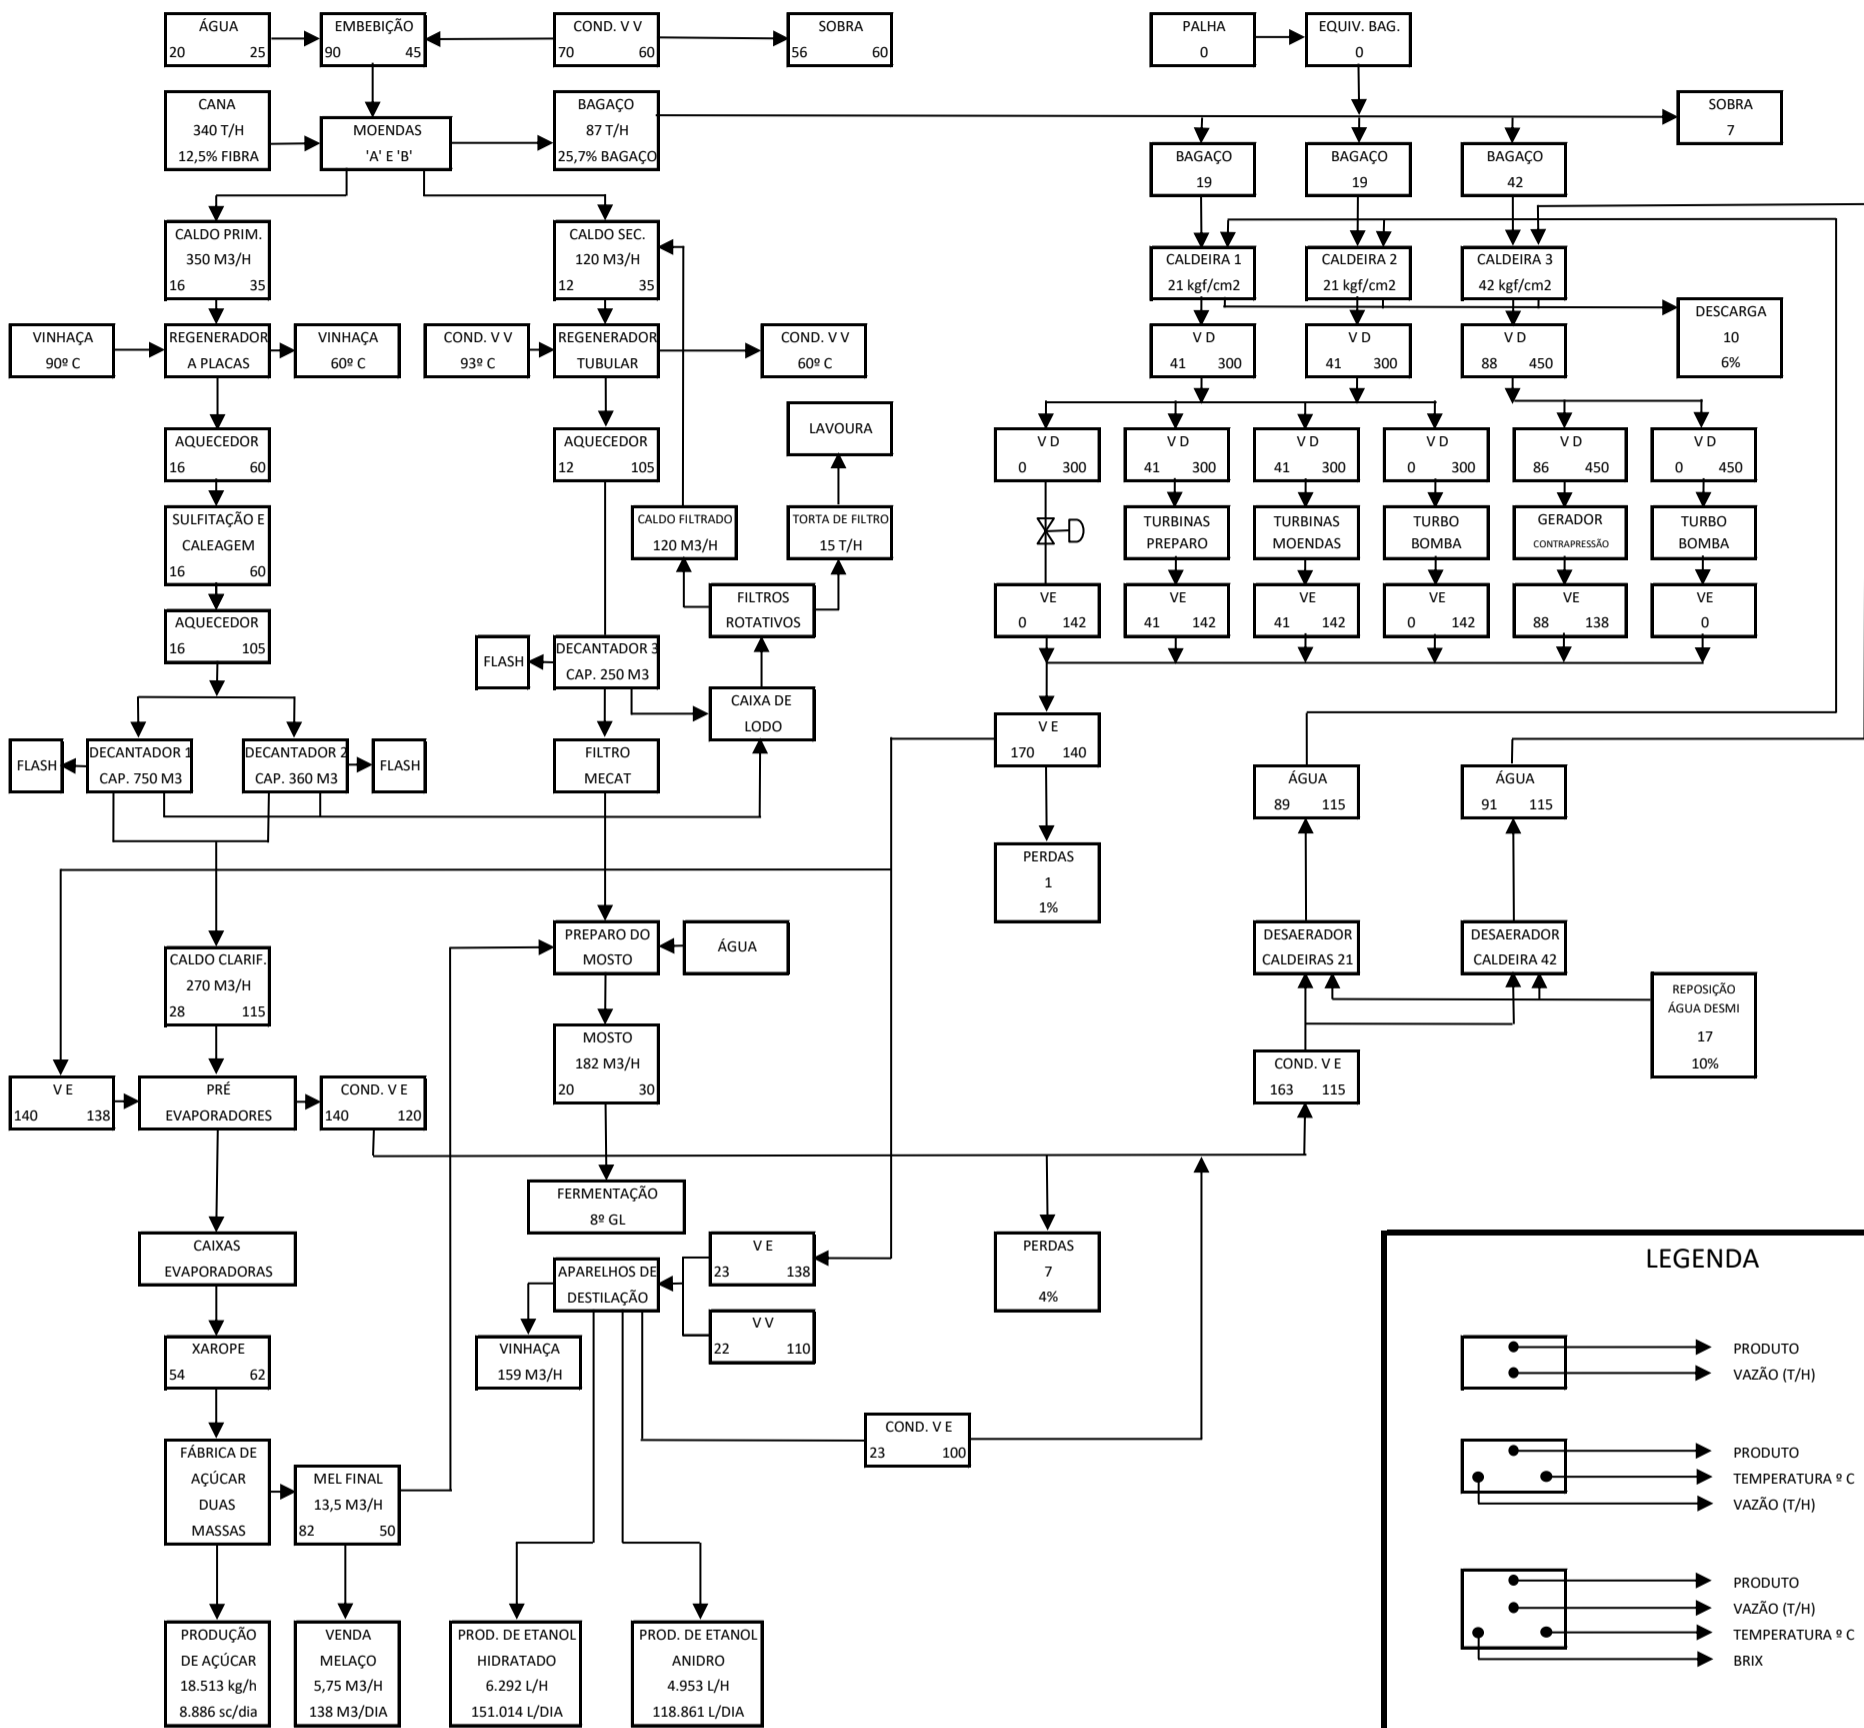 ÁGUA
20 25
EMBEBIÇÃO
90 45
COND. V V
70 60
SOBRA
56 60
PALHA
0
EQUIV. BAG.
0
CANA
340 T/H
12,5% FIBRA
MOENDAS
'A' E 'B'
BAGAÇO
87 T/H
25,7% BAGAÇO
SOBRA
7
BAGAÇO
19
BAGAÇO
19
BAGAÇO
42
CALDO PRIM.
350 M3/H
16 35
CALDO SEC.
120 M3/H
12 35
CALDEIRA 1
21 kgf/cm2
CALDEIRA 2
21 kgf/cm2
CALDEIRA 3
42 kgf/cm2
DESCARGA
10
6%
VINHAÇA
90º C
REGENERADOR
A PLACAS
VINHAÇA
60º C
COND. V V
93º C
REGENERADOR
TUBULAR
COND. V V
60º C
V D
41 300
V D
41 300
V D
88 450
AQUECEDOR
16 60
AQUECEDOR
12 105
LAVOURA
V D
0 300
V D
41 300
V D
41 300
V D
0 300
V D
86 450
V D
0 450
SULFITAÇÃO E
CALEAGEM
16 60
CALDO FILTRADO
120 M3/H
TORTA DE FILTRO
15 T/H
TURBINAS
PREPARO
TURBINAS
MOENDAS
TURBO
BOMBA
GERADOR
CONTRAPRESSÃO
TURBO
BOMBA
AQUECEDOR
16 105
FILTROS
ROTATIVOS
VE
0 142
VE
41 142
VE
41 142
VE
0 142
VE
88 138
VE
0
FLASH
DECANTADOR 3
CAP. 250 M3
CAIXA DE
LODO
V E
170 140
FLASH
DECANTADOR 1
CAP. 750 M3
DECANTADOR 2
CAP. 360 M3
FLASH
FILTRO
MECAT
ÁGUA
89 115
ÁGUA
91 115
PERDAS
1
1%
CALDO CLARIF.
270 M3/H
28 115
PREPARO DO
MOSTO
ÁGUA
DESAERADOR
CALDEIRAS 21
DESAERADOR
CALDEIRA 42
REPOSIÇÃO
ÁGUA DESMI
17
10%
MOSTO
182 M3/H
20 30
COND. V E
163 115
V E
140 138
PRÉ
EVAPORADORES
COND. V E
140 120
FERMENTAÇÃO
8º GL
CAIXAS
EVAPORADORAS
APARELHOS DE
DESTILAÇÃO
V E
23 138
PERDAS
7
4%
V V
22 110
VINHAÇA
159 M3/H
XAROPE
54 62
COND. V E
23 100
FÁBRICA DE
AÇÚCAR
DUAS
MASSAS
MEL FINAL
13,5 M3/H
82 50
PRODUÇÃO
DE AÇÚCAR
18.513 kg/h
8.886 sc/dia
VENDA
MELAÇO
5,75 M3/H
138 M3/DIA
PROD. DE ETANOL
HIDRATADO
6.292 L/H
151.014 L/DIA
PROD. DE ETANOL
ANIDRO
4.953 L/H
118.861 L/DIA
LEGENDA
PRODUTO
VAZÃO (T/H)
PRODUTO
TEMPERATURA º C
VAZÃO (T/H)
PRODUTO
VAZÃO (T/H)
TEMPERATURA º C
BRIX